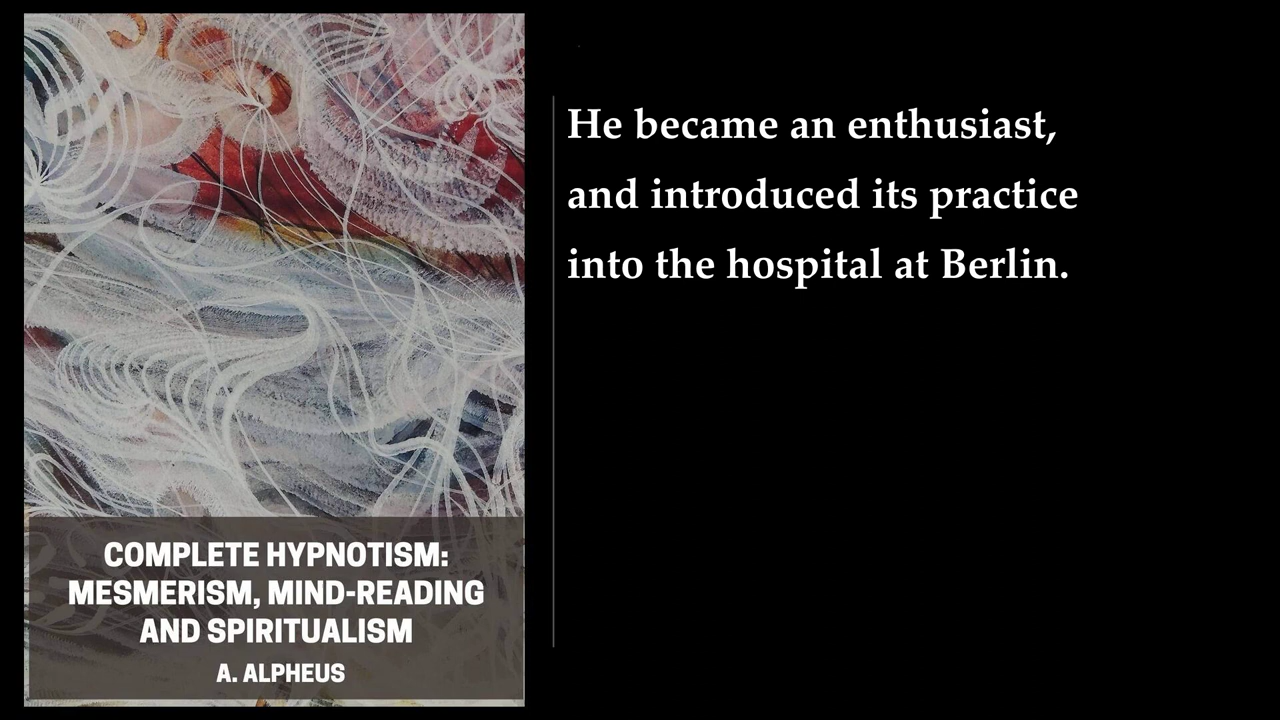 He became an enthusiast,
and introduced its practice
into the hospital at Berlin.
COMPLETE HYPNOTISM:
MESMERISM, MIND-READING
AND SPIRITUALISM
A. ALPHEUS